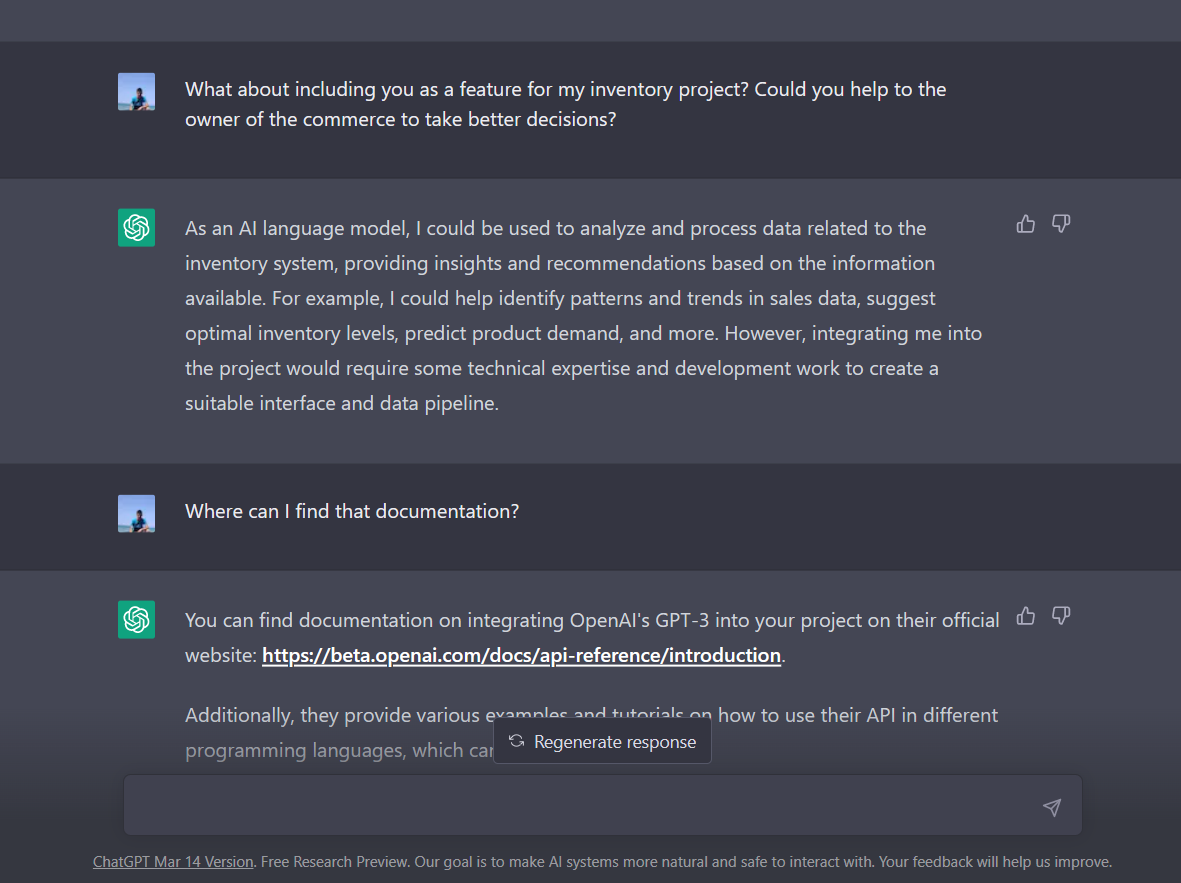 What about including you as a feature for my inventory project? Could you help to the
owner of the commerce to take better decisions?
As an AI language model, I could be used to analyze and process data related to the
inventory system, providing insights and recommendations based on the information
available. For example, I could help identify patterns and trends in sales data, suggest
optimal inventory levels, predict product demand, and more. However, integrating me into
the project would require some technical expertise and development work to create a
suitable interface and data pipeline.
Where can I find that documentation?
You can find documentation on integrating OpenAI's GPT-3 into your project on their official
website: https://beta.openai.com/docs/api-reference/introduction.
Additionally, they provide various examples and tutorials on how to use their API in different
programming languages, which can
Regenerate response
ChatGPT Mar 14 Version. Free Research Preview. Our goal is to make AI systems more natural and safe to interact with. Your feedback will help us improve.